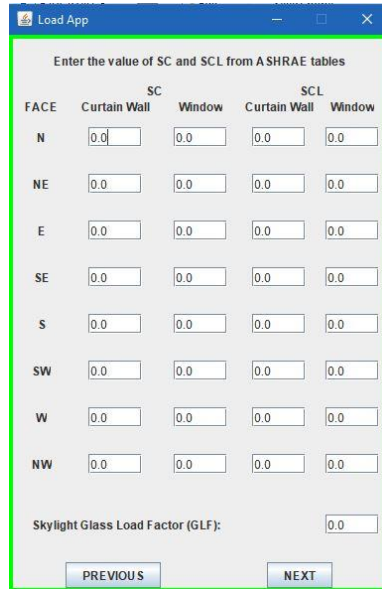 Load App
Enter the value of SC and SCL from ASHRAE tables
SC SCL
FACE Curtain Wall Window Curtain Wall Window
N 0.0 0.0 0.0 0.0
NE 0.0 0.0 0.0 0.0
E 0.0 0.0 0.0 0.0
SE 0.0 0.0 0.0 0.0
S 0.0 0.0 0.0 0.0
SW 0.0 0.0 0.0 0.0
W 0.0 0.0 0.0 0.0
NW 0.0 0.0 0.0 0.0
Skylight Glass Load Factor (GLF): 0.0
PREVIOUS NEXT